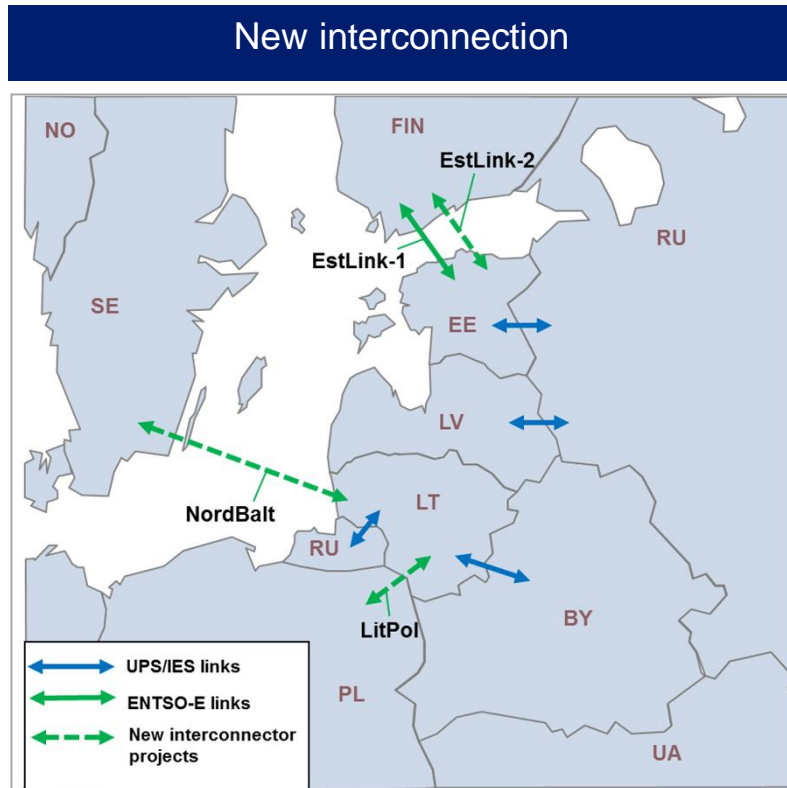 New interconnection
NO
FIN
EstLink-2
RU
EstLink-1
SE
EE
LV
LT
NordBalt
RU
BY
LitPol
PL
UA
UPS/IES links
ENTSO-E links
New interconnector
projects